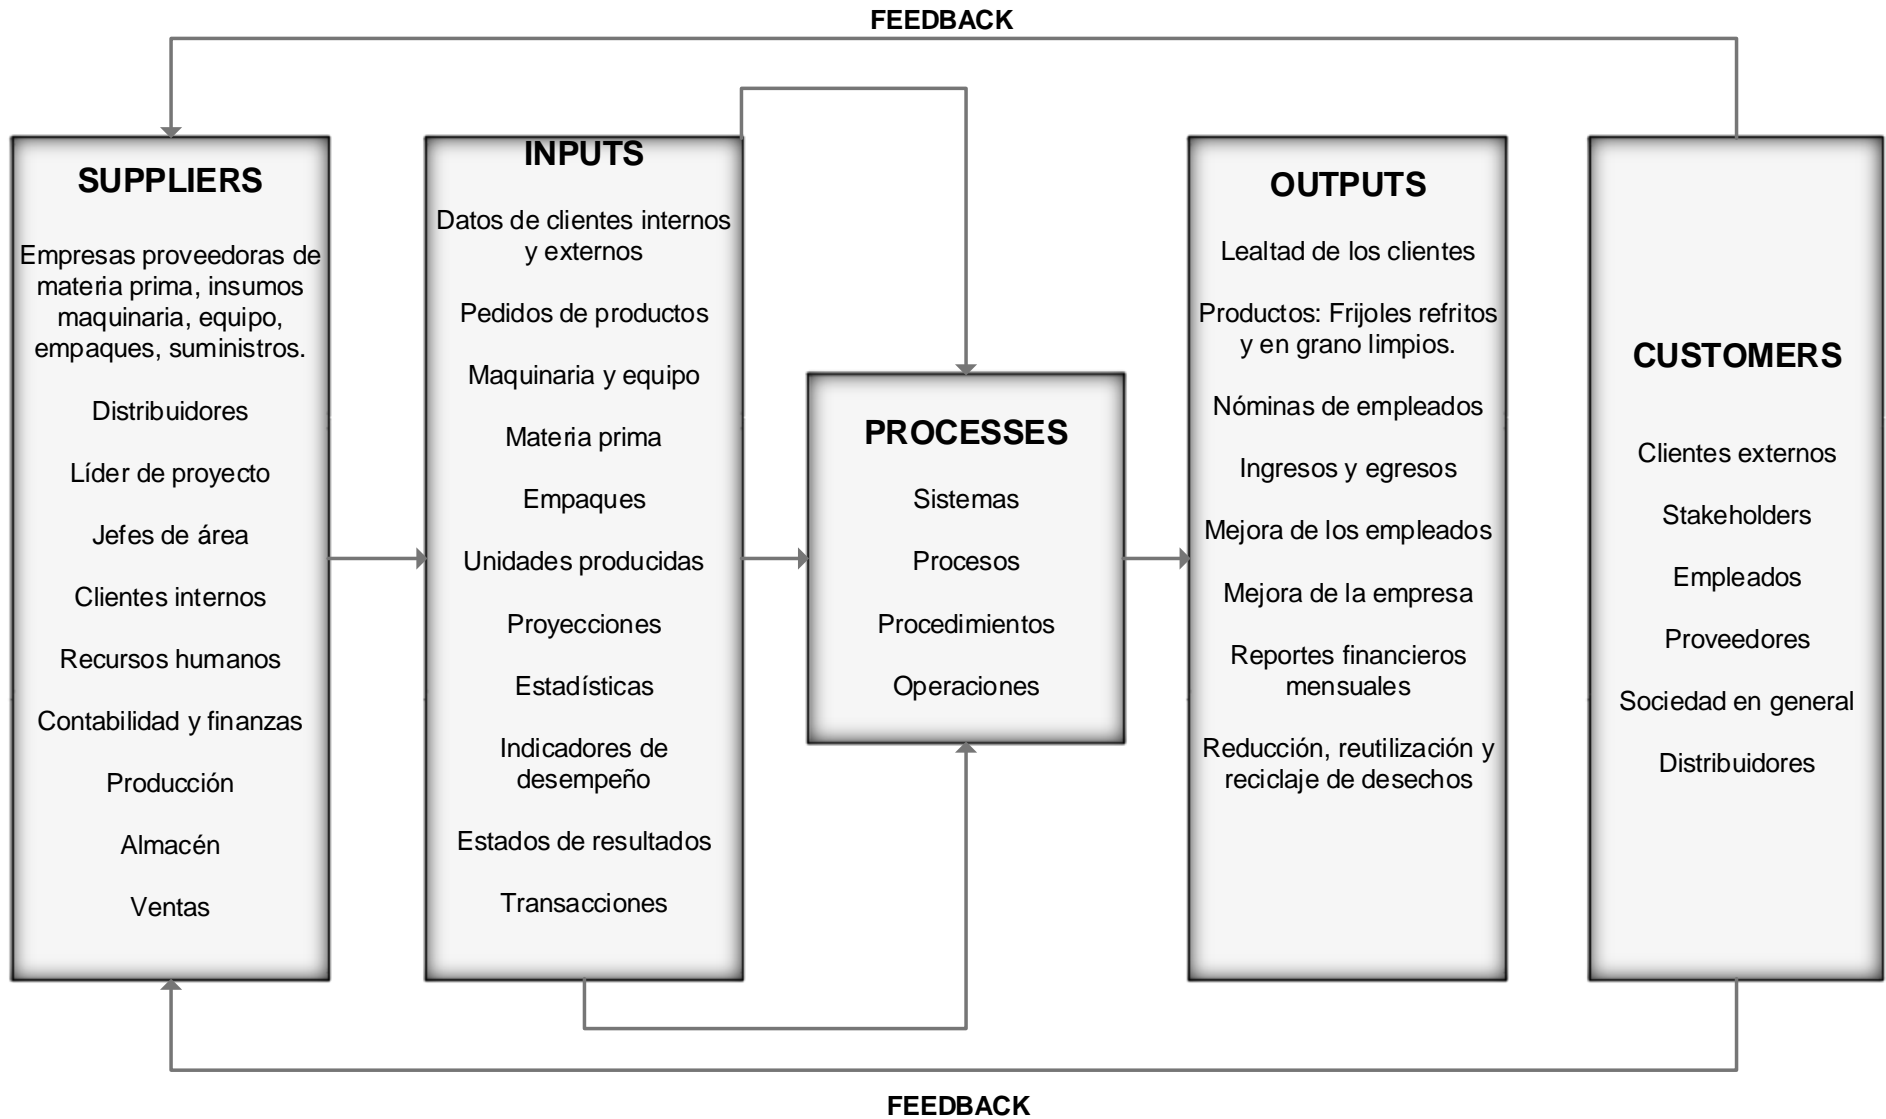 FEEDBACK
SUPPLIERS
Empresas proveedoras de
materia prima, insumos
maquinaria, equipo,
empaques, suministros.
Distribuidores
Líder de proyecto
Jefes de área
Clientes internos
Recursos humanos
Contabilidad y finanzas
Producción
Almacén
Ventas
INPUTS
Datos de clientes internos
y externos
Pedidos de productos
Maquinaria y equipo
Materia prima
Empaques
Unidades producidas
Proyecciones
Estadísticas
Indicadores de
desempeño
Estados de resultados
Transacciones
PROCESSES
Sistemas
Procesos
Procedimientos
Operaciones
OUTPUTS
Lealtad de los clientes
Productos: Frijoles refritos
y en grano limpios.
Nóminas de empleados
Ingresos y egresos
Mejora de los empleados
Mejora de la empresa
Reportes financieros
mensuales
Reducción, reutilización y
reciclaje de desechos
CUSTOMERS
Clientes externos
Stakeholders
Empleados
Proveedores
Sociedad en general
Distribuidores
FEEDBACK